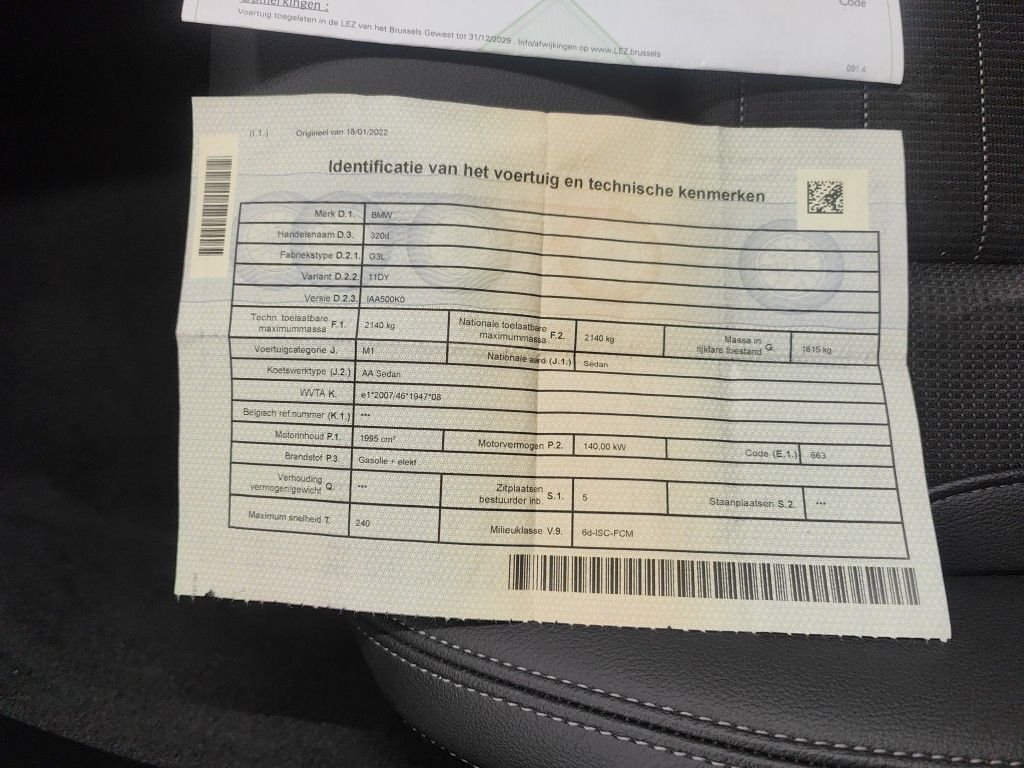 Opmerkingen :
Code
Voertuig toegelaten in de LEZ van het Brussels Gewest tot 31/12/2029 . Info/afwijkingen op www.LEZ.brussels
091 4
(I.1.) Origineel van 18/01/2022
Identificatie van het voertuig en technische kenmerken
Merk D.1. BMW
Handelsnaam D.3. 320d
Fabriekstype D.2.1. G3L
Variant D.2.2. 11DY
Versie D.2.3. IAA500K0
Techn. toelaatbare maximummassa F.1. 2140 kg Nationale toelaatbare maximummassa F.2. 2140 kg Massa in rijklare toestand G. 1615 kg
Voertuigcategorie J. M1 Nationale aard (J.1.) Sedan
Koetswerktype (J.2.) AA Sedan
WVTA K. e1*2007/46*1947*08
Belgisch ref.nummer (K.1.) ---
Motorinhoud P.1. 1995 cm³ Motorvermogen P.2. 140.00 kW Code (E.1.) 663
Brandstof P.3. Gasolie + elekt
Verhouding vermogen/gewicht Q. --- Zitplaatsen bestuurder inb. S.1. 5 Staanplaatsen S.2. ---
Maximum snelheid T. 240 Milieuklasse V.9. 6d-ISC-FCM